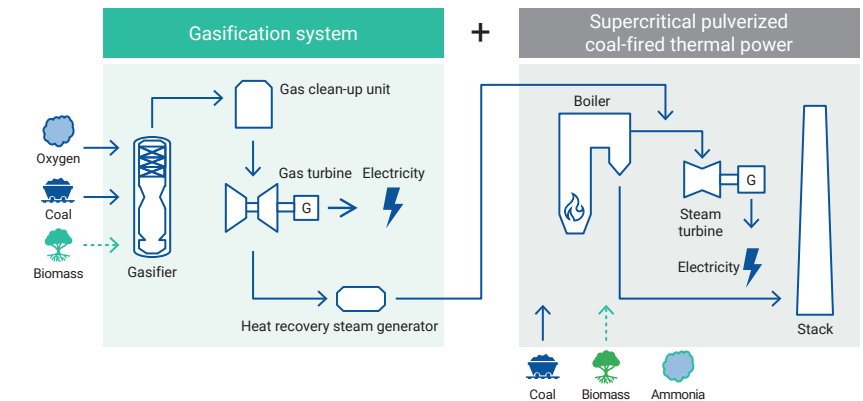 Gasification system
+
Supercritical pulverized
coal-fired thermal power
Gas clean-up unit
Boiler
Oxygen
Gas turbine
Electricity
G
G
Coal
Steam
turbine
Biomass
Gasifier
Electricity
Heat recovery steam generator
Stack
Coal
Biomass
Ammonia